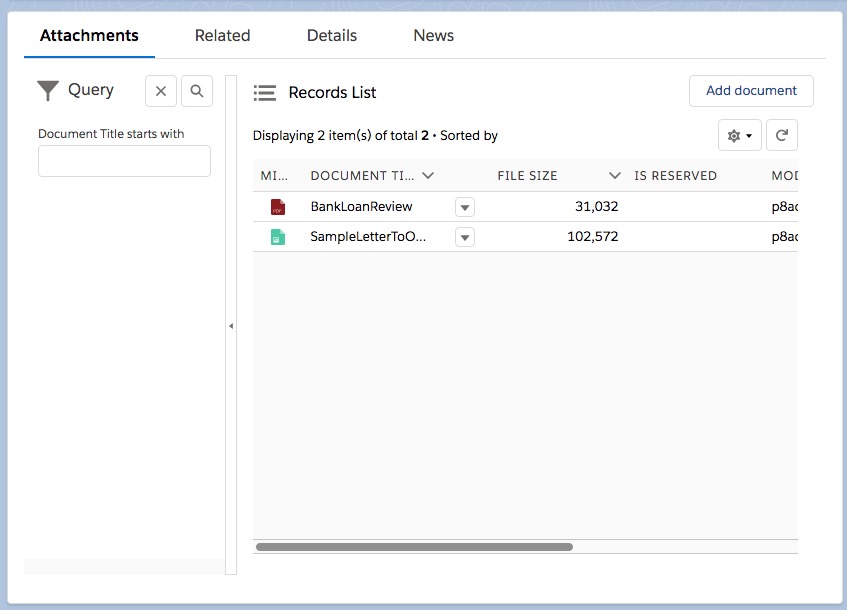 Attachments Related Details News
Query
Document Title starts with
Records List
Add document
Displaying 2 item(s) of total 2 • Sorted by
MI... DOCUMENT TI... FILE SIZE IS RESERVED MOD
BankLoanReview 31,032 p8ac
SampleLetterToO... 102,572 p8ac